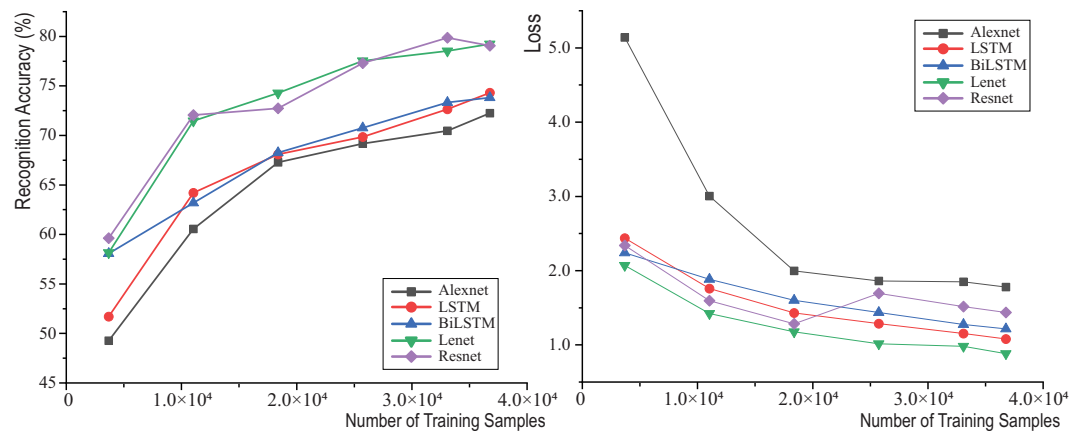 Recognition Accuracy (%)
80
75
70
65
60
55
50
45
0
1.0×10⁴
2.0×10⁴
3.0×10⁴
4.0×10⁴
Number of Training Samples
Alexnet
LSTM
BiLSTM
Lenet
Resnet
Loss
5.0
4.0
3.0
2.0
1.0
0
1.0×10⁴
2.0×10⁴
3.0×10⁴
4.0×10⁴
Number of Training Samples
Alexnet
LSTM
BiLSTM
Lenet
Resnet